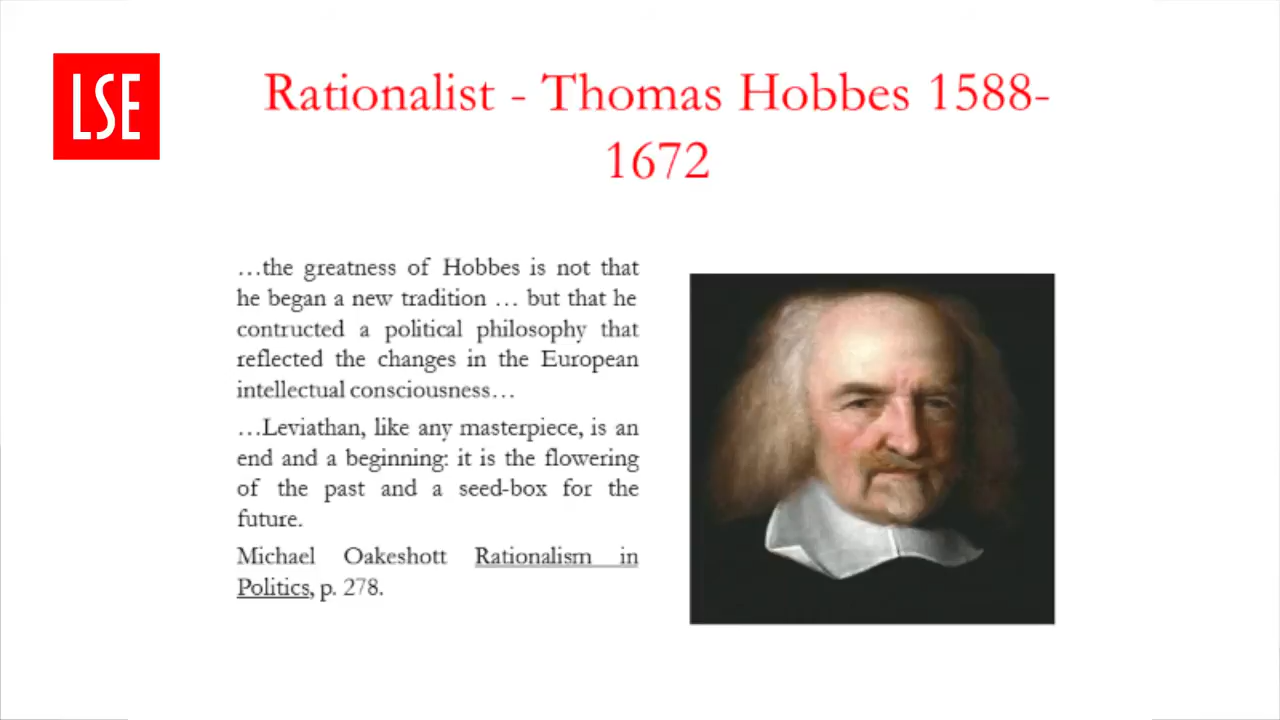 LSE
Rationalist - Thomas Hobbes 1588-
1672
…the greatness of Hobbes is not that
he began a new tradition … but that he
contructed a political philosophy that
reflected the changes in the European
intellectual consciousness…
…Leviathan, like any masterpiece, is an
end and a beginning: it is the flowering
of the past and a seed-box for the
future.
Michael Oakeshott Rationalism in
Politics, p. 278.